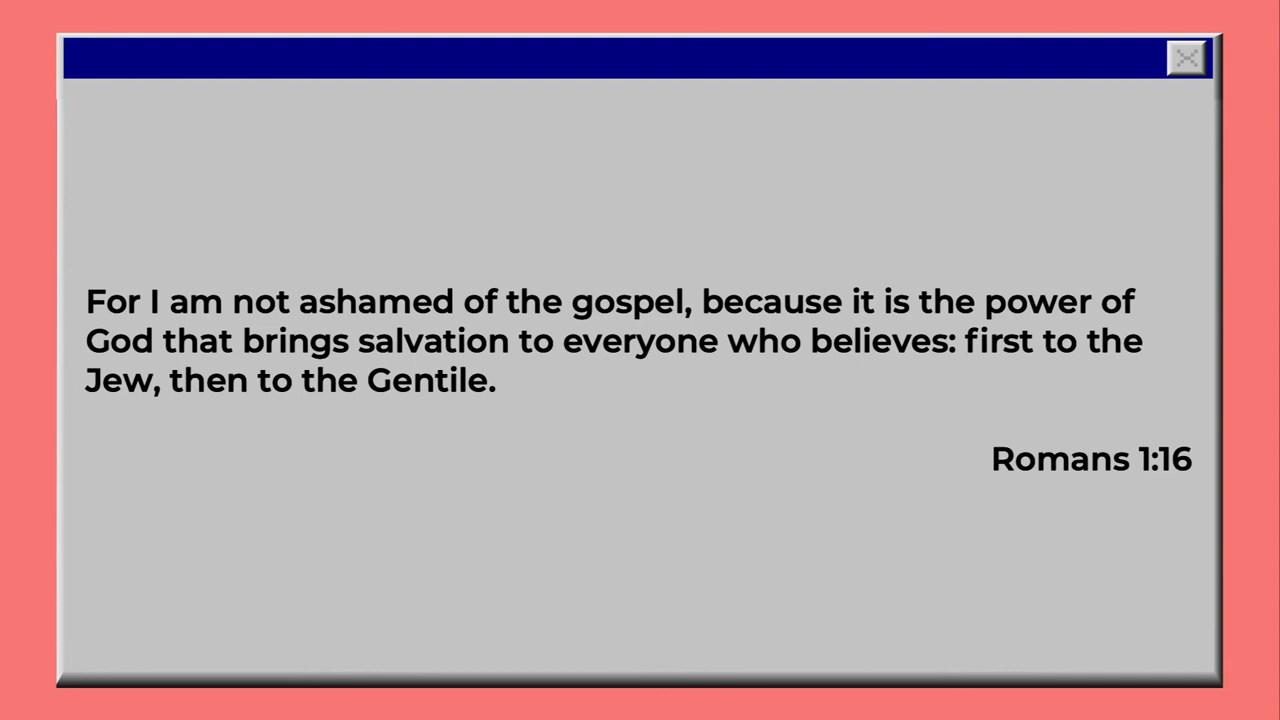 For I am not ashamed of the gospel, because it is the power of
God that brings salvation to everyone who believes: first to the
Jew, then to the Gentile.
Romans 1:16